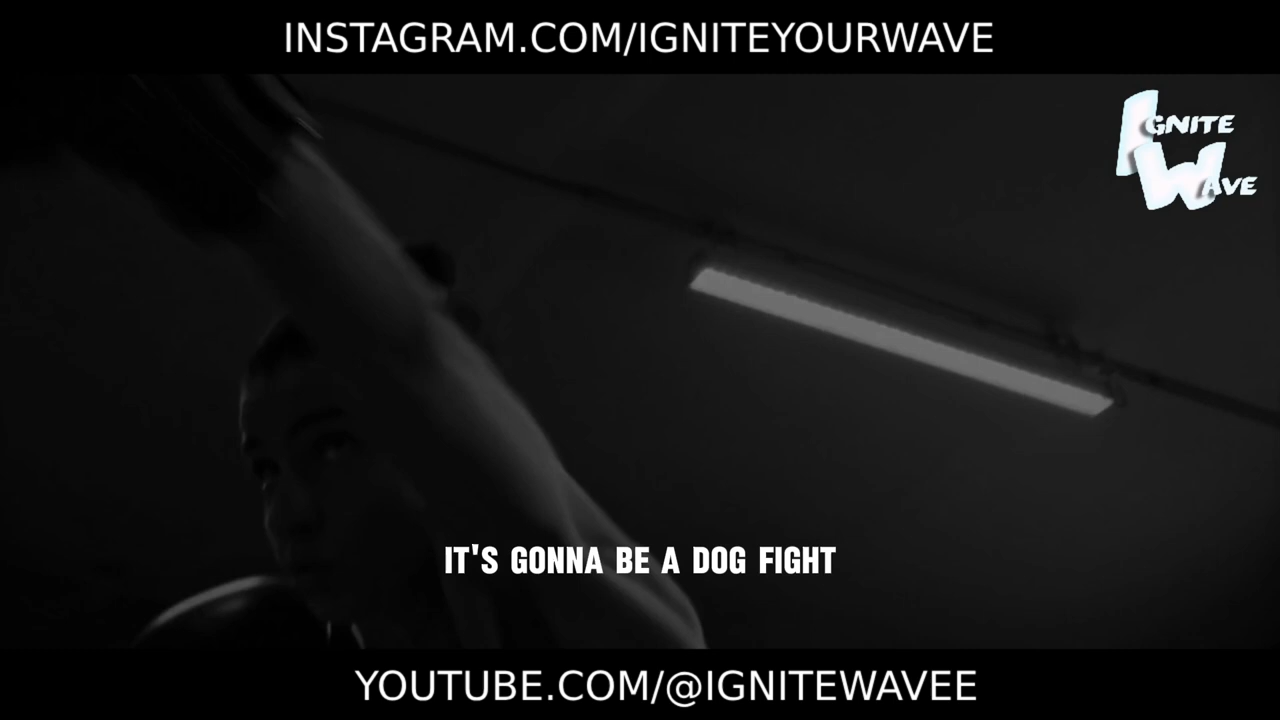 INSTAGRAM.COM/IGNITEYOURWAVE
IGNITE
WAVE
IT'S GONNA BE A DOG FIGHT
YOUTUBE.COM/@IGNITEWAVEE